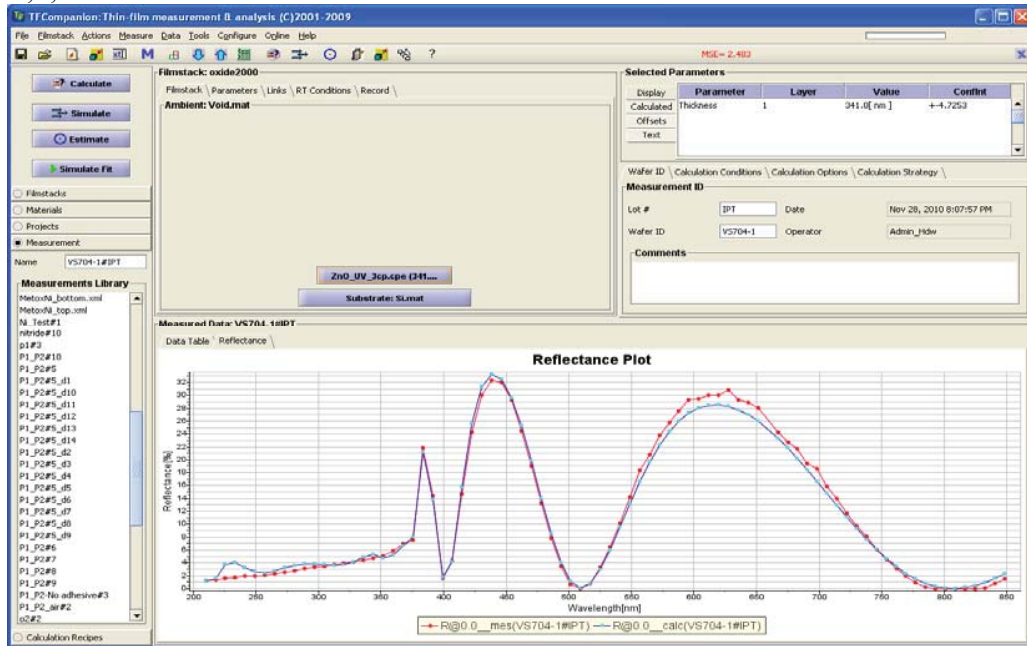 TFCompanion: Thin-film measurement & analysis (C)2001-2009
File Filmstack Actions Measure Data Tools Configure Online Help
MSE= 2.403
Calculate
Simulate
Estimate
Simulate Fit
Filmstacks
Materials
Projects
Measurement
Name VS704-1#IPT
Measurements Library
MetoxNi_bottom.xml
MetoxNi_top.xml
Ni_Test#1
nitride#10
p1#3
P1_P2#10
P1_P2#5
P1_P2#5_d1
P1_P2#5_d10
P1_P2#5_d11
P1_P2#5_d12
P1_P2#5_d13
P1_P2#5_d14
P1_P2#5_d2
P1_P2#5_d3
P1_P2#5_d4
P1_P2#5_d5
P1_P2#5_d6
P1_P2#5_d7
P1_P2#5_d8
P1_P2#5_d9
P1_P2#6
P1_P2#7
P1_P2#8
P1_P2#9
P1_P2-No adhesive#3
P1_P2_air#2
p2#2
Calculation Recipes
Filmstack: oxide2000
Filmstack Parameters Links RT Conditions Record
Ambient: Void.mat
ZnO_UV_3cp.cpe (341....
Substrate: Si.mat
Selected Parameters
Display Parameter Layer Value ConfInt
Calculated Thickness 1 341.0[ nm ] +-4.7253
Offsets
Text
Wafer ID Calculation Conditions Calculation Options Calculation Strategy
Measurement ID
Lot # IPT Date Nov 28, 2010 8:07:57 PM
Wafer ID VS704-1 Operator Admin_Hdw
Comments
Measured Data: VS704-1#IPT
Data Table Reflectance
Reflectance Plot
Reflectance[%]
32
30
28
26
24
22
20
18
16
14
12
10
8
6
4
2
0
200 250 300 350 400 450 500 550 600 650 700 750 800 850
Wavelength[nm]
R@0.0__mes(VS704-1#IPT) R@0.0__calc(VS704-1#IPT)